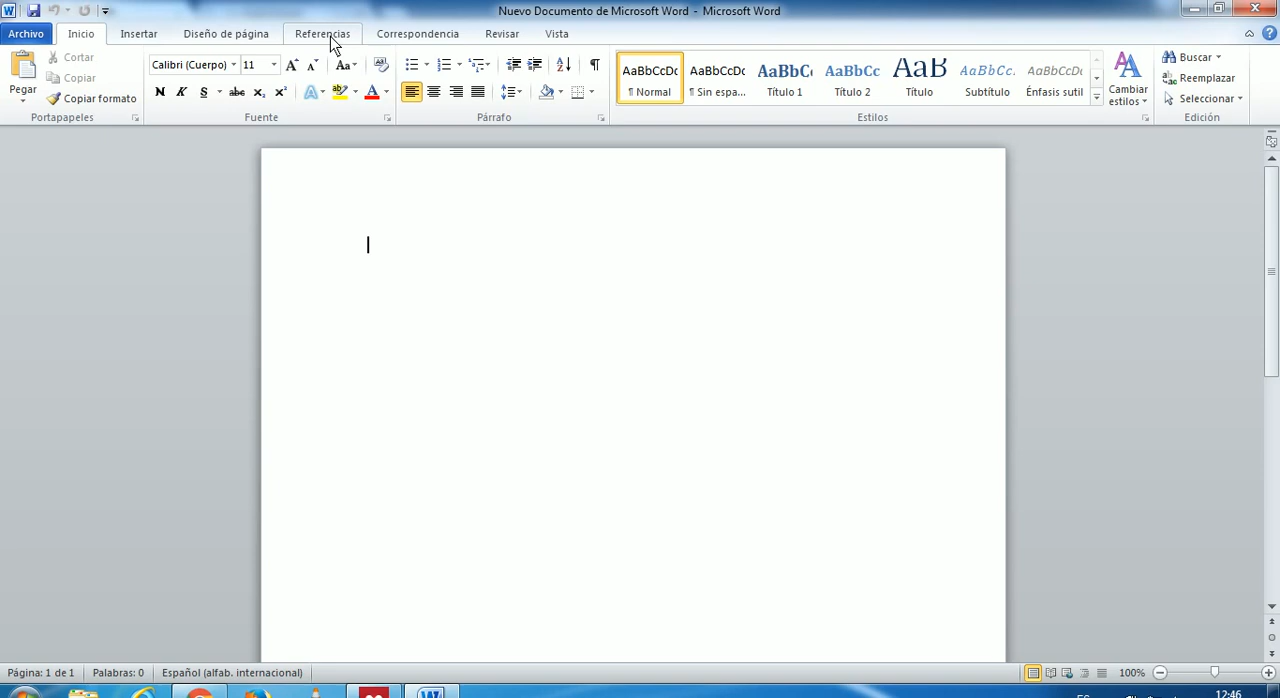 Nuevo Documento de Microsoft Word - Microsoft Word
Archivo Inicio Insertar Diseño de página Referencias Correspondencia Revisar Vista
Pegar
Cortar
Copiar
Copiar formato
Portapapeles
Calibri (Cuerpo) 11
Fuente
Párrafo
AaBbCcDc AaBbCcDc AaBbC AaBbCc AaB AaBbCc. AaBbCcDc
¶ Normal ¶ Sin espa... Título 1 Título 2 Título Subtítulo Énfasis sutil
Estilos
Cambiar estilos
Buscar
Reemplazar
Seleccionar
Edición
Página: 1 de 1 Palabras: 0 Español (alfab. internacional) 100%
ES 12:46